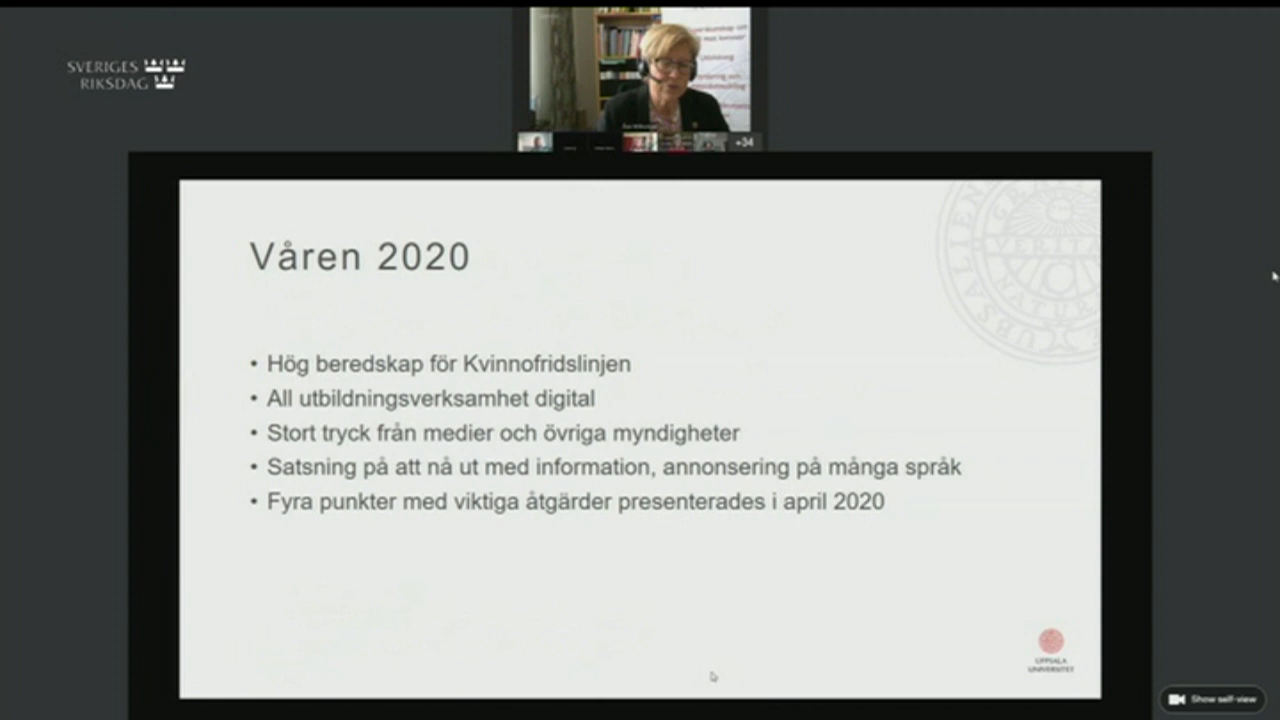 SVERIGES
RIKSDAG
+34
Våren 2020
• Hög beredskap för Kvinnofridslinjen
• All utbildningsverksamhet digital
• Stort tryck från medier och övriga myndigheter
• Satsning på att nå ut med information, annonsering på många språk
• Fyra punkter med viktiga åtgärder presenterades i april 2020
UPPSALA
UNIVERSITET
Show self-view